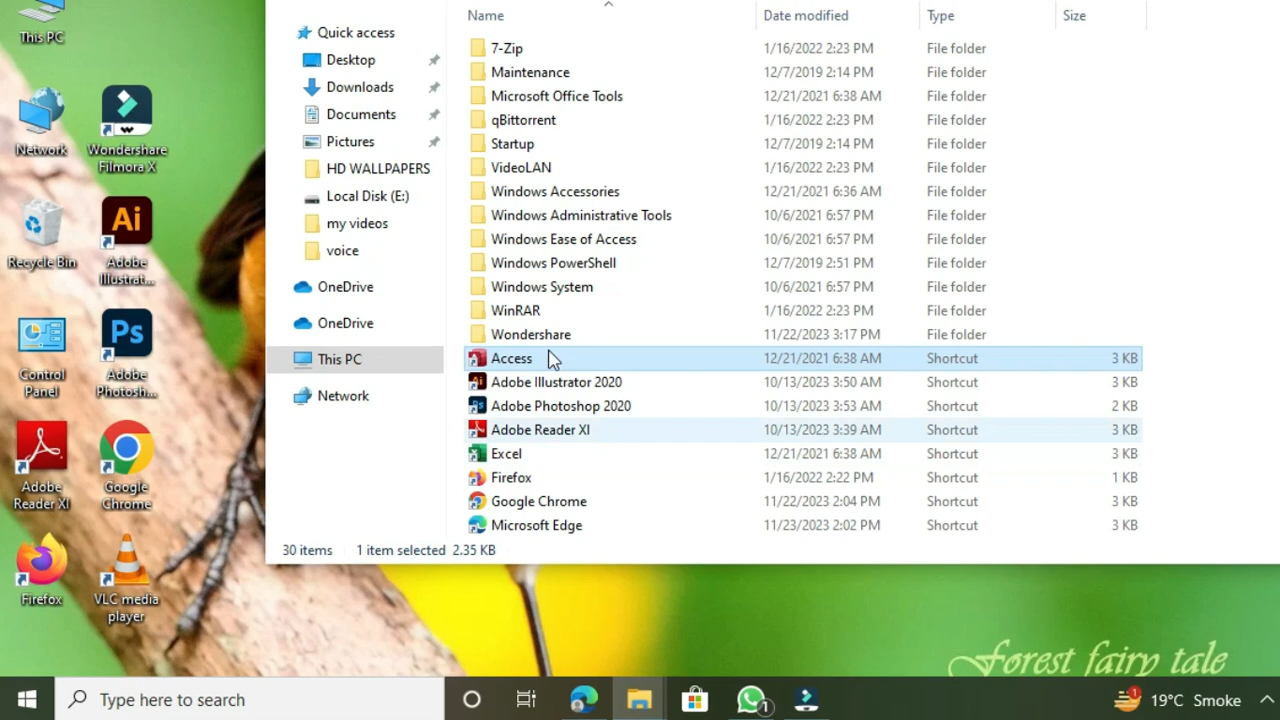 This PC
Network
Wondershare
Filmora X
Recycle Bin
Ai
Adobe
Illustrat...
Control
Panel
Ps
Adobe
Photosh...
Adobe
Reader XI
Google
Chrome
Firefox
VLC media
player
Quick access
Desktop
Downloads
Documents
Pictures
HD WALLPAPERS
Local Disk (E:)
my videos
voice
OneDrive
OneDrive
This PC
Network
Name Date modified Type Size
7-Zip 1/16/2022 2:23 PM File folder
Maintenance 12/7/2019 2:14 PM File folder
Microsoft Office Tools 12/21/2021 6:38 AM File folder
qBittorrent 1/16/2022 2:23 PM File folder
Startup 12/7/2019 2:14 PM File folder
VideoLAN 1/16/2022 2:23 PM File folder
Windows Accessories 12/21/2021 6:36 AM File folder
Windows Administrative Tools 10/6/2021 6:57 PM File folder
Windows Ease of Access 10/6/2021 6:57 PM File folder
Windows PowerShell 12/7/2019 2:51 PM File folder
Windows System 10/6/2021 6:57 PM File folder
WinRAR 1/16/2022 2:23 PM File folder
Wondershare 11/22/2023 3:17 PM File folder
Access 12/21/2021 6:38 AM Shortcut 3 KB
Adobe Illustrator 2020 10/13/2023 3:50 AM Shortcut 3 KB
Adobe Photoshop 2020 10/13/2023 3:53 AM Shortcut 2 KB
Adobe Reader XI 10/13/2023 3:39 AM Shortcut 3 KB
Excel 12/21/2021 6:38 AM Shortcut 3 KB
Firefox 1/16/2022 2:22 PM Shortcut 1 KB
Google Chrome 11/22/2023 2:04 PM Shortcut 3 KB
Microsoft Edge 11/23/2023 2:02 PM Shortcut 3 KB
30 items 1 item selected 2.35 KB
Forest fairy tale
Type here to search
1
1
19°C Smoke